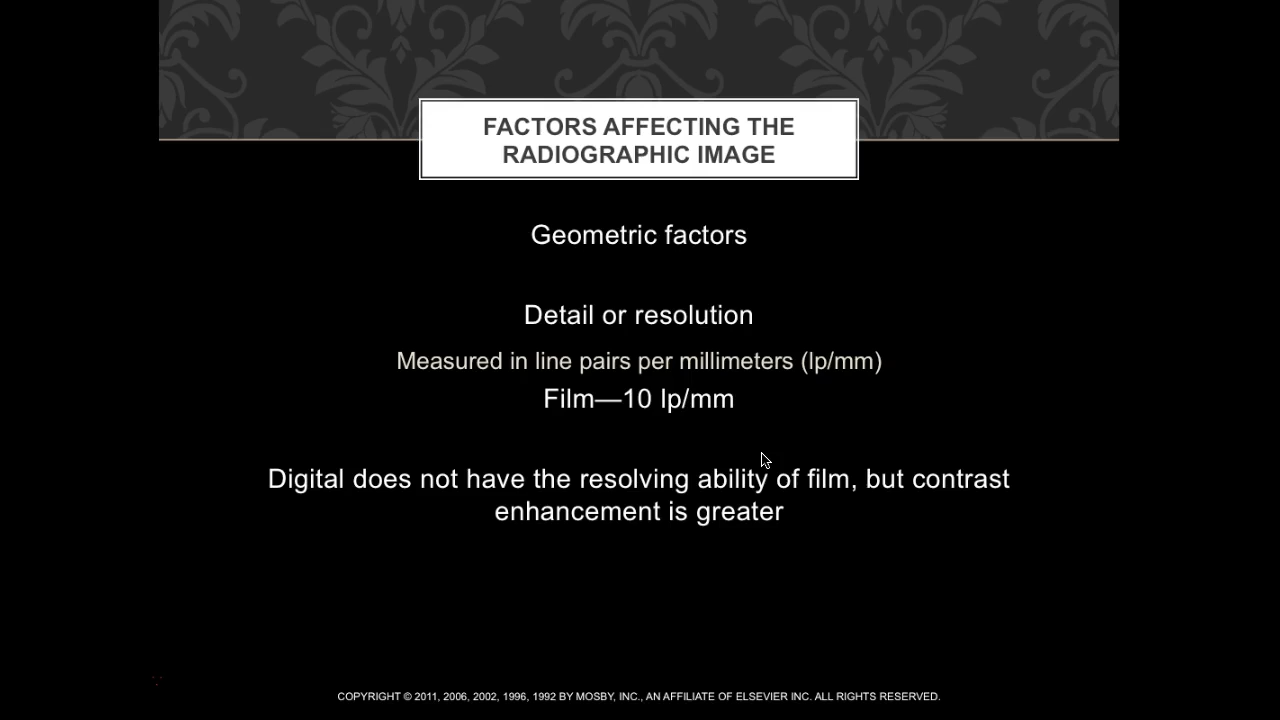 FACTORS AFFECTING THE
RADIOGRAPHIC IMAGE
Geometric factors
Detail or resolution
Measured in line pairs per millimeters (lp/mm)
Film—10 lp/mm
Digital does not have the resolving ability of film, but contrast
enhancement is greater
COPYRIGHT © 2011, 2006, 2002, 1996, 1992 BY MOSBY, INC., AN AFFILIATE OF ELSEVIER INC. ALL RIGHTS RESERVED.